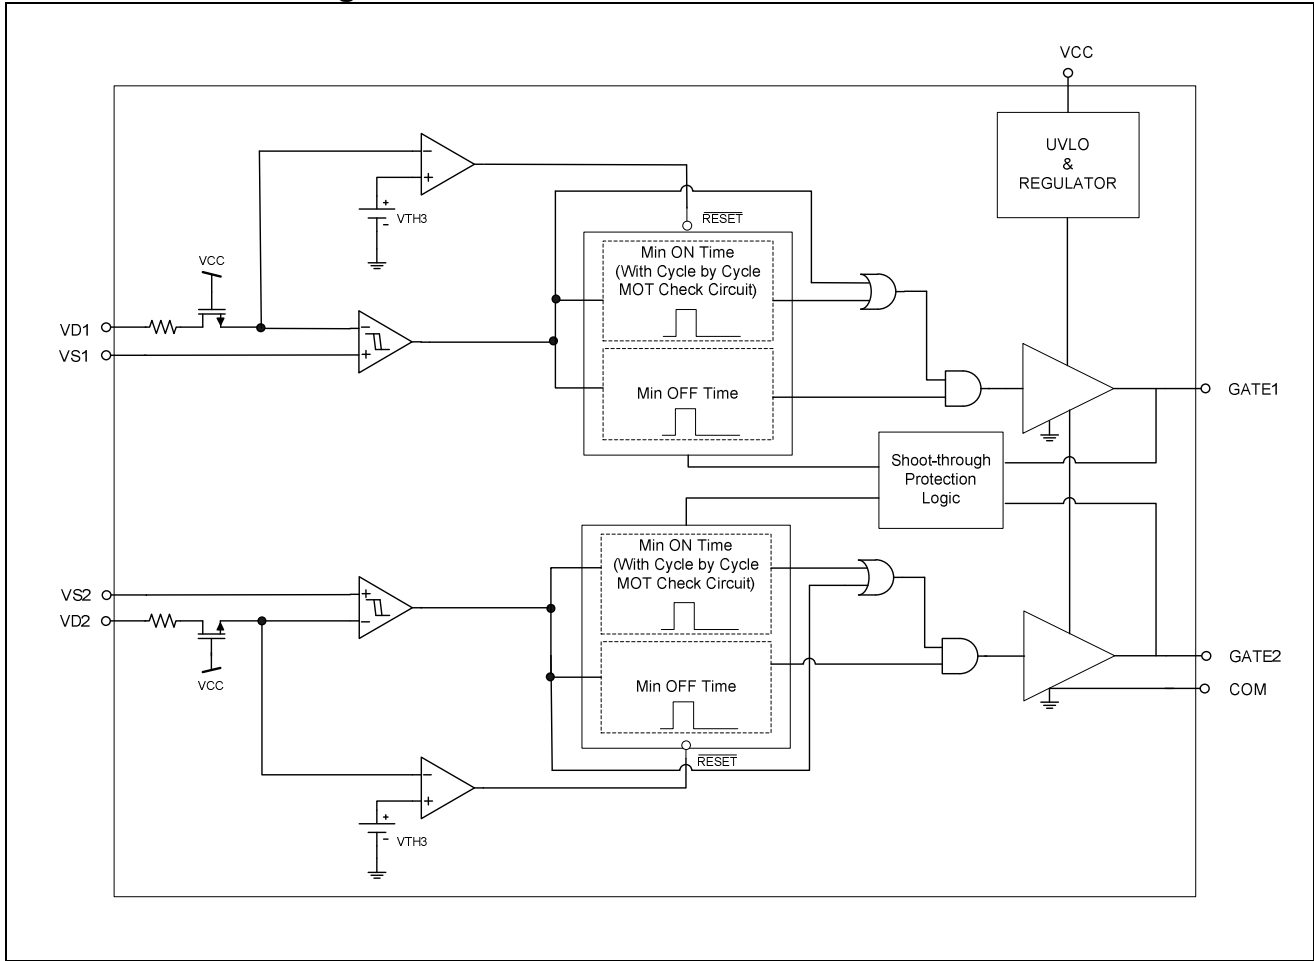 VCC
UVLO
&
REGULATOR
−
+
+
-
VTH3
RESET
Min ON Time
(With Cycle by Cycle
MOT Check Circuit)
VCC
VD1
VS1
−
+
Min OFF Time
GATE1
Shoot-through
Protection
Logic
Min ON Time
(With Cycle by Cycle
MOT Check Circuit)
VS2
VD2
+
−
VCC
Min OFF Time
GATE2
COM
RESET
−
+
+
-
VTH3